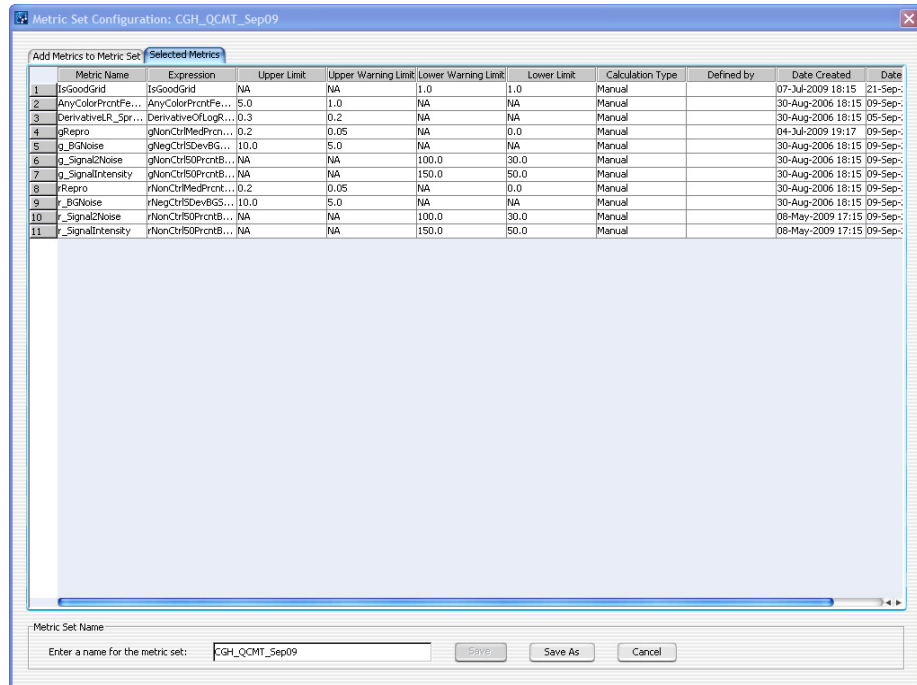 Metric Set Configuration: CGH_QCMT_Sep09
Add Metrics to Metric Set Selected Metrics
Metric Name Expression Upper Limit Upper Warning Limit Lower Warning Limit Lower Limit Calculation Type Defined by Date Created Date
1 IsGoodGrid IsGoodGrid NA NA 1.0 1.0 Manual 07-Jul-2009 18:15 21-Sep-
2 AnyColorPrcntFe... AnyColorPrcntFe... 5.0 1.0 NA NA Manual 30-Aug-2006 18:15 09-Sep-
3 DerivativeLR_Spr... DerivativeOfLogR... 0.3 0.2 NA NA Manual 30-Aug-2006 18:15 05-Sep-
4 gRepro gNonCtrlMedPrcn... 0.2 0.05 NA 0.0 Manual 04-Jul-2009 19:17 09-Sep-
5 g_BGNoise gNegCtrlSDevBG... 10.0 5.0 NA NA Manual 30-Aug-2006 18:15 09-Sep-
6 g_Signal2Noise gNonCtrl50PrcntB... NA NA 100.0 30.0 Manual 30-Aug-2006 18:15 09-Sep-
7 g_SignalIntensity gNonCtrl50PrcntB... NA NA 150.0 50.0 Manual 30-Aug-2006 18:15 09-Sep-
8 rRepro rNonCtrlMedPrcnt... 0.2 0.05 NA 0.0 Manual 30-Aug-2006 18:15 09-Sep-
9 r_BGNoise rNegCtrlSDevBGS... 10.0 5.0 NA NA Manual 30-Aug-2006 18:15 09-Sep-
10 r_Signal2Noise rNonCtrl50PrcntB... NA NA 100.0 30.0 Manual 08-May-2009 17:15 09-Sep-
11 r_SignalIntensity rNonCtrl50PrcntB... NA NA 150.0 50.0 Manual 08-May-2009 17:15 09-Sep-
Metric Set Name
Enter a name for the metric set: CGH_QCMT_Sep09 Save Save As Cancel